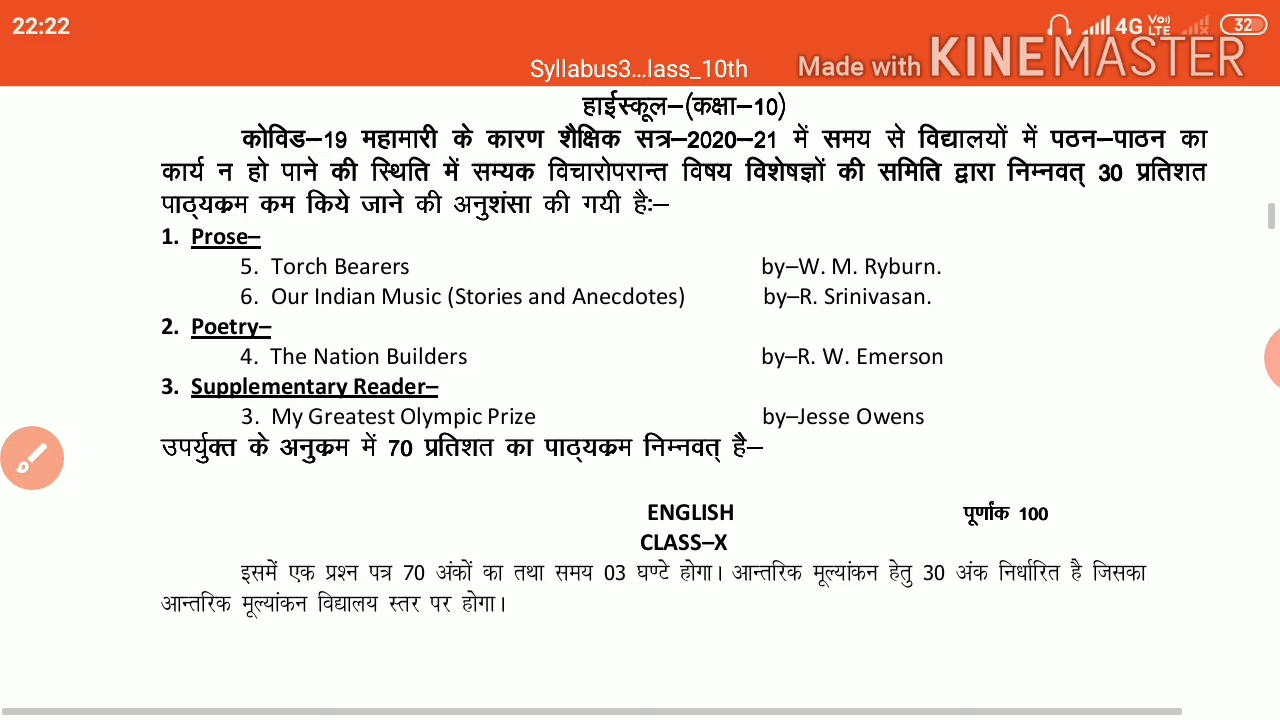 22:22
4G VoLTE 32
Syllabus3...lass_10th
Made with KINEMASTER
हाईस्कूल–(कक्षा–10)
कोविड–19 महामारी के कारण शैक्षिक सत्र–2020–21 में समय से विद्यालयों में पठन–पाठन का
कार्य न हो पाने की स्थिति में सम्यक विचारोपरान्त विषय विशेषज्ञों की समिति द्वारा निम्नवत् 30 प्रतिशत
पाठ्यक्रम कम किये जाने की अनुशंसा की गयी हैः–
1. Prose–
5. Torch Bearers by–W. M. Ryburn.
6. Our Indian Music (Stories and Anecdotes) by–R. Srinivasan.
2. Poetry–
4. The Nation Builders by–R. W. Emerson
3. Supplementary Reader–
3. My Greatest Olympic Prize by–Jesse Owens
उपर्युक्त के अनुक्रम में 70 प्रतिशत का पाठ्यक्रम निम्नवत् है–
ENGLISH पूर्णांक 100
CLASS–X
इसमें एक प्रश्न पत्र 70 अंकों का तथा समय 03 घण्टे होगा। आन्तरिक मूल्यांकन हेतु 30 अंक निर्धारित है जिसका
आन्तरिक मूल्यांकन विद्यालय स्तर पर होगा।